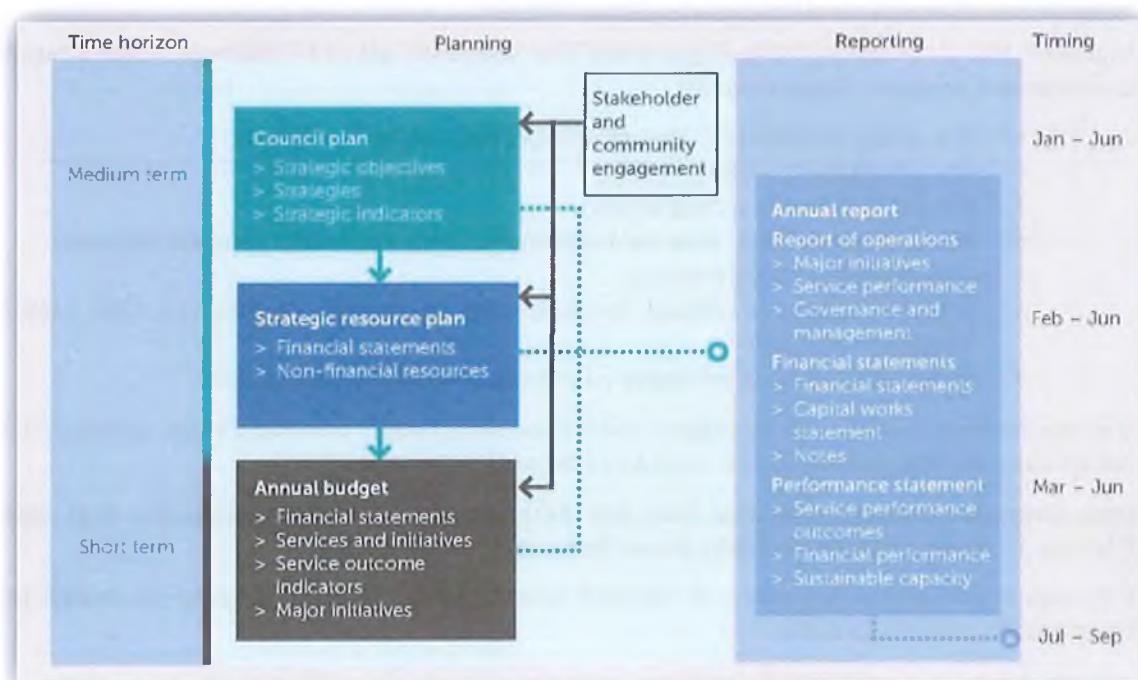 Time horizon
Planning
Reporting
Timing
Medium term
Short term
Council plan
> Strategic objectives
> Strategies
> Strategic indicators
Strategic resource plan
> Financial statements
> Non-financial resources
Annual budget
> Financial statements
> Services and initiatives
> Service outcome
indicators
> Major initiatives
Stakeholder
and
community
engagement
Annual report
Report of operations
> Major initiatives
> Service performance
> Governance and
management
Financial statements
> Financial statements
> Capital works
statement
> Notes
Performance statement
> Service performance
outcomes
> Financial performance
> Sustainable capacity
Jan – Jun
Feb – Jun
Mar – Jun
Jul – Sep